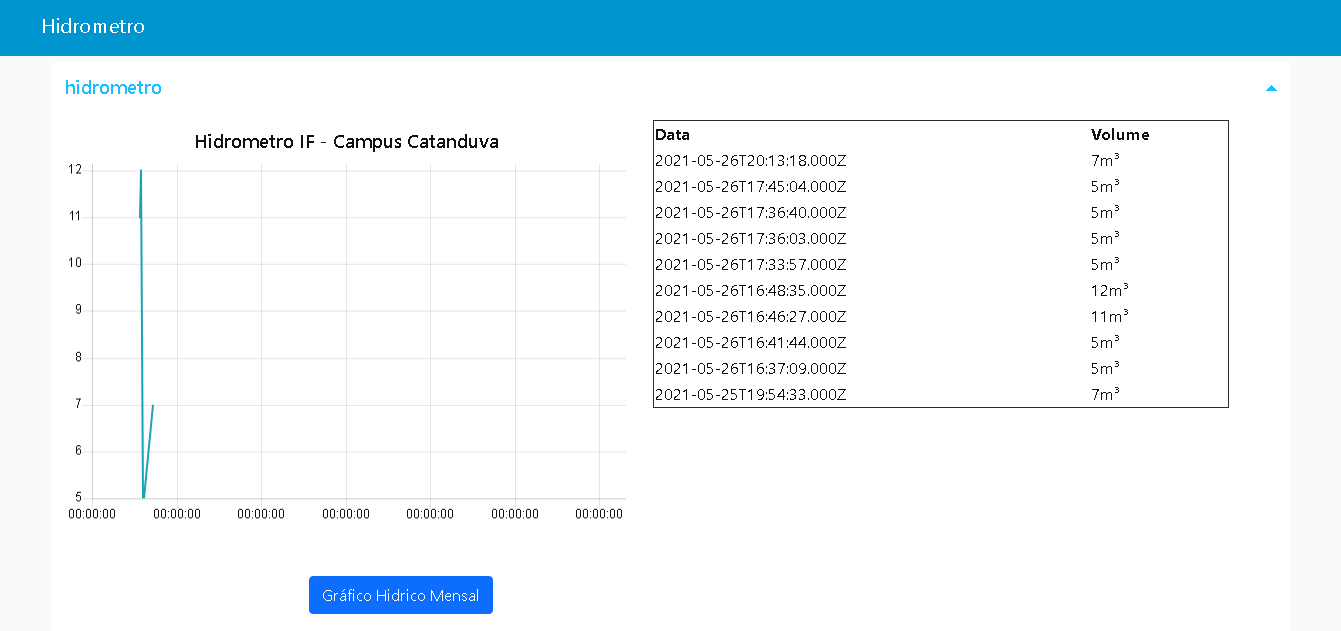 Hidrometro
hidrometro
Hidrometro IF - Campus Catanduva
12
11
10
9
8
7
6
5
00:00:00 00:00:00 00:00:00 00:00:00 00:00:00 00:00:00 00:00:00
Data Volume
2021-05-26T20:13:18.000Z 7m³
2021-05-26T17:45:04.000Z 5m³
2021-05-26T17:36:40.000Z 5m³
2021-05-26T17:36:03.000Z 5m³
2021-05-26T17:33:57.000Z 5m³
2021-05-26T16:48:35.000Z 12m³
2021-05-26T16:46:27.000Z 11m³
2021-05-26T16:41:44.000Z 5m³
2021-05-26T16:37:09.000Z 5m³
2021-05-25T19:54:33.000Z 7m³
Gráfico Hidrico Mensal